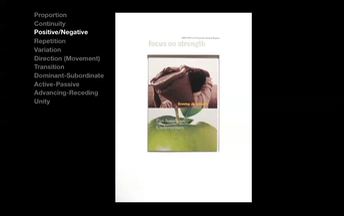 Proportion
Continuity
Positive/Negative
Repetition
Variation
Direction (Movement)
Transition
Dominant-Subordinate
Active-Passive
Advancing-Receding
Unity
focus on strength